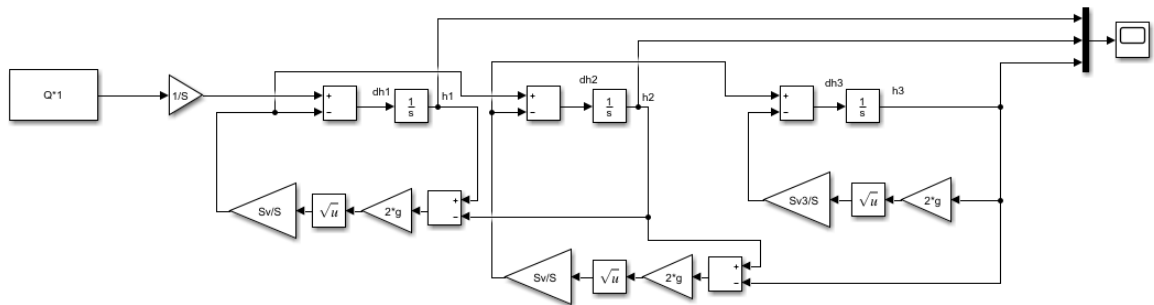 Q*1
1/S
+
−
dh1
1
s
h1
+
−
dh2
1
s
h2
+
−
dh3
1
s
h3
Sv/S
√u
2*g
+
−
Sv3/S
√u
2*g
Sv/S
√u
2*g
+
−